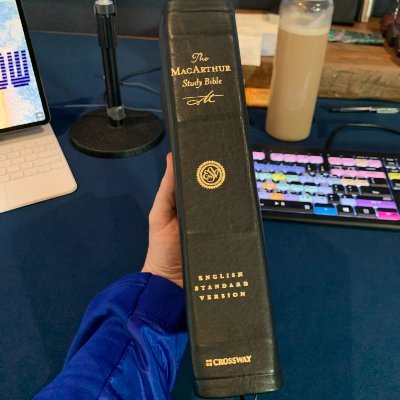 The
MACARTHUR
Study Bible
ESV
ENGLISH
STANDARD
VERSION
CROSSWAY